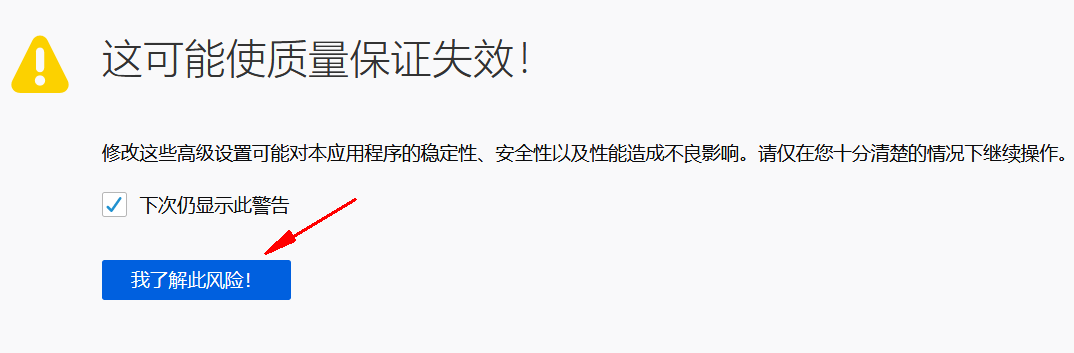 这可能使质量保证失效！
修改这些高级设置可能对本应用程序的稳定性、安全性以及性能造成不良影响。请仅在您十分清楚的情况下继续操作。
下次仍显示此警告
我了解此风险！